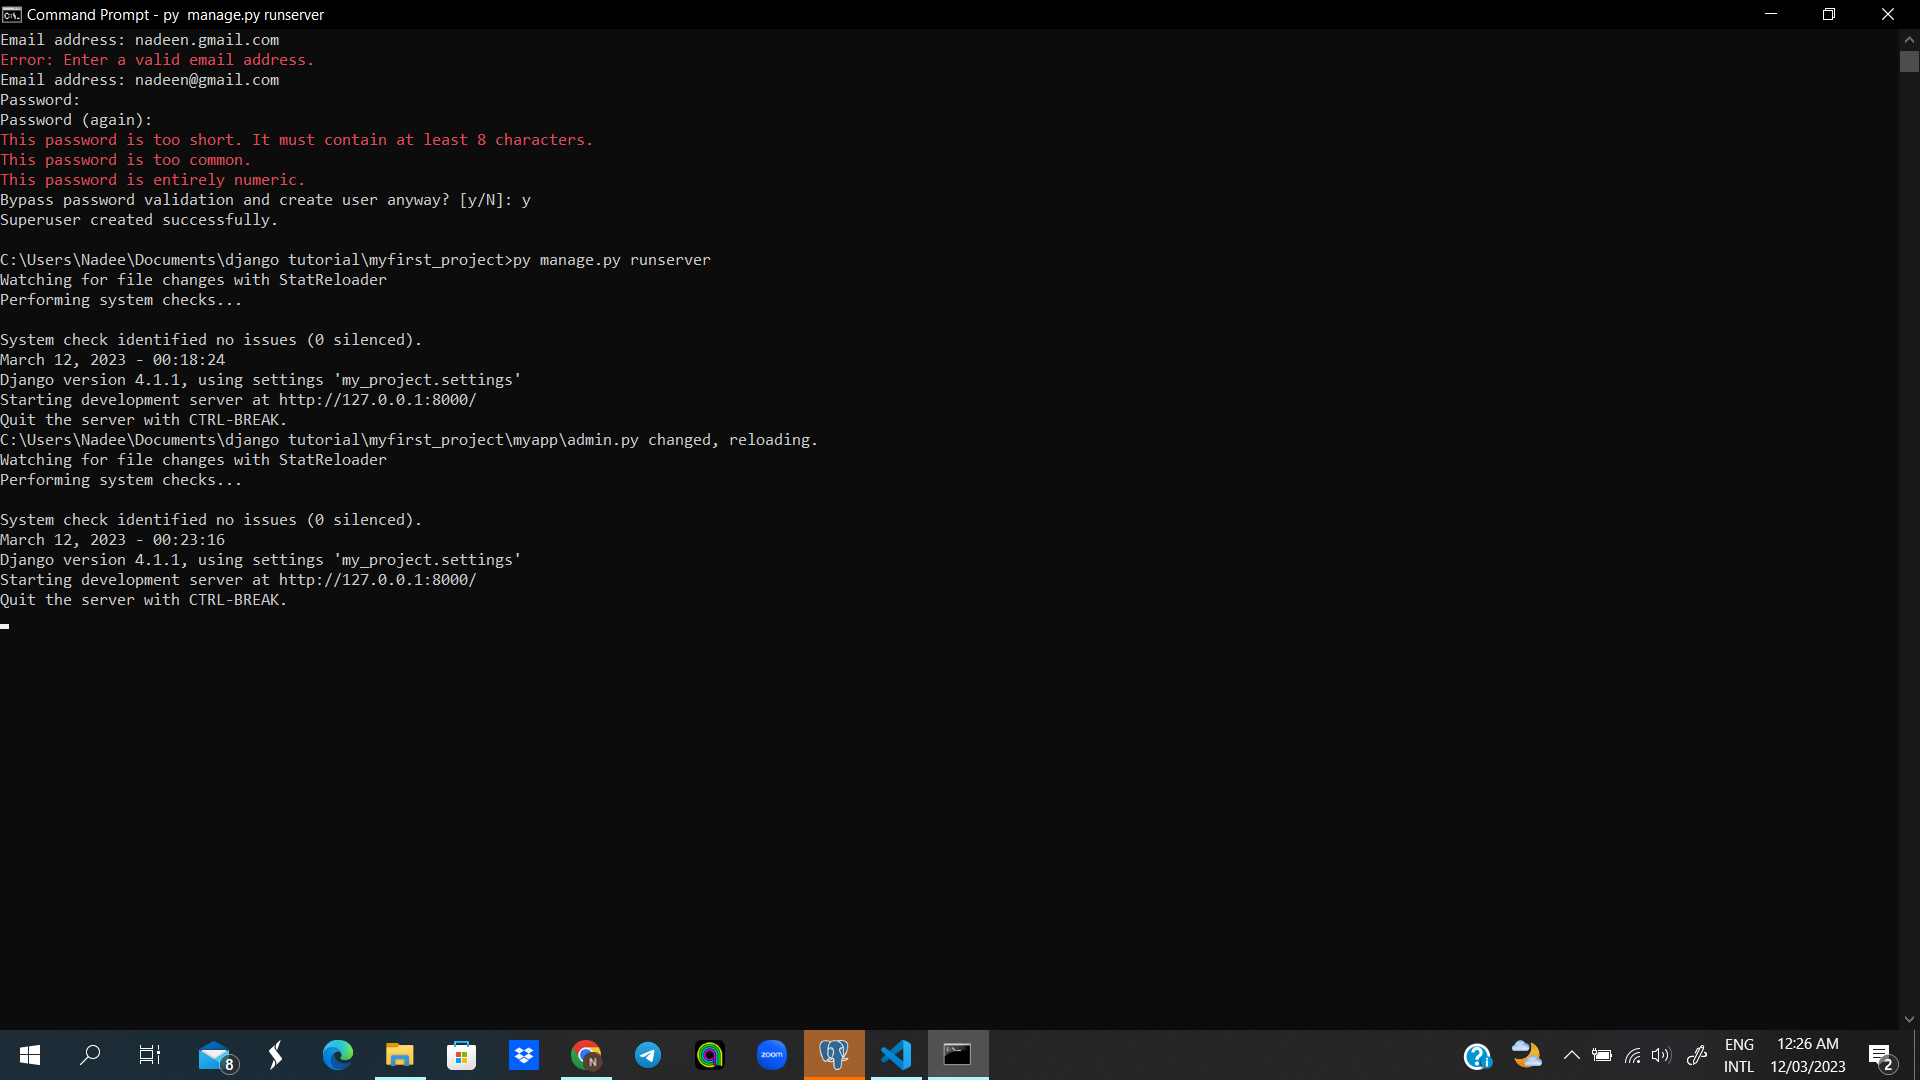 Command Prompt - py  manage.py runserver
Email address: nadeen.gmail.com
Error: Enter a valid email address.
Email address: nadeen@gmail.com
Password:
Password (again):
This password is too short. It must contain at least 8 characters.
This password is too common.
This password is entirely numeric.
Bypass password validation and create user anyway? [y/N]: y
Superuser created successfully.
C:\Users\Nadee\Documents\django tutorial\myfirst_project>py manage.py runserver
Watching for file changes with StatReloader
Performing system checks...
System check identified no issues (0 silenced).
March 12, 2023 - 00:18:24
Django version 4.1.1, using settings 'my_project.settings'
Starting development server at http://127.0.0.1:8000/
Quit the server with CTRL-BREAK.
C:\Users\Nadee\Documents\django tutorial\myfirst_project\myapp\admin.py changed, reloading.
Watching for file changes with StatReloader
Performing system checks...
System check identified no issues (0 silenced).
March 12, 2023 - 00:23:16
Django version 4.1.1, using settings 'my_project.settings'
Starting development server at http://127.0.0.1:8000/
Quit the server with CTRL-BREAK.
8
N
zoom
ENG
INTL
12:26 AM
12/03/2023
2